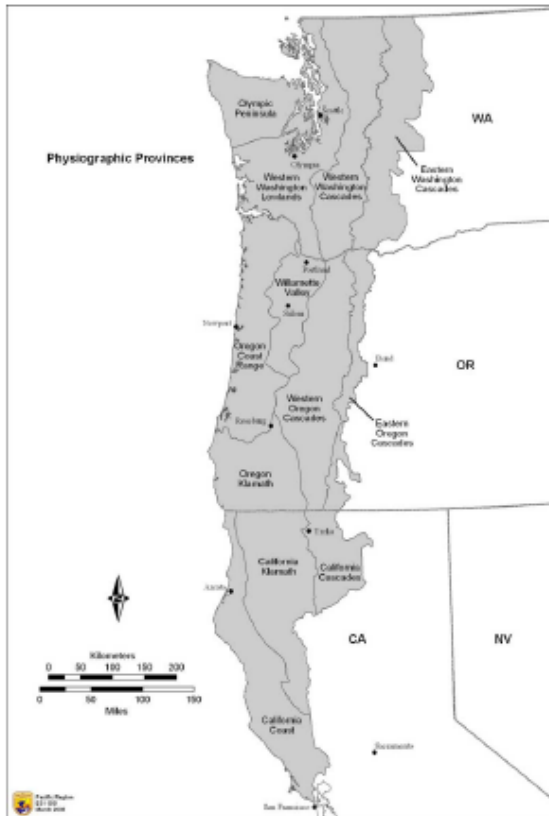 Physiographic Provinces
Olympic
Peninsula
Seattle
Olympia
Western
Washington
Lowlands
Western
Washington
Cascades
Eastern
Washington
Cascades
WA
Portland
Willamette
Valley
Salem
Newport
Oregon
Coast
Range
Western
Oregon
Cascades
Bend
OR
Eastern
Oregon
Cascades
Roseburg
Oregon
Klamath
Yreka
California
Klamath
California
Cascades
Arcata
CA
NV
Kilometers
0 50 100 150 200
0 50 100 150
Miles
California
Coast
Sacramento
San Francisco
Pacific Region